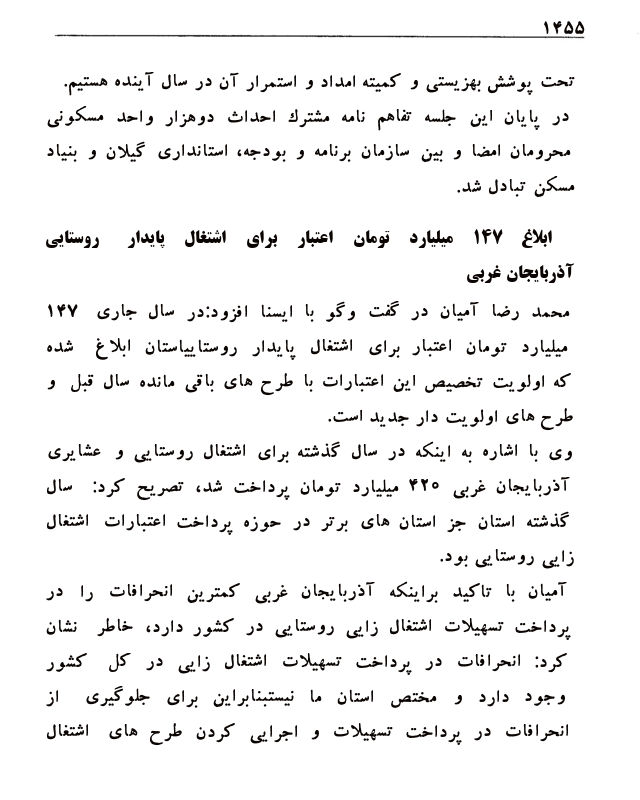 ۱۴۵۵
تحت پوشش بهزیستی و کمیته امداد و استمرار آن در سال آینده هستیم.
در پایان این جلسه تفاهم نامه مشترك احداث دوهزار واحد مسکونی
محرومان امضا و بین سازمان برنامه و بودجه، استانداری گیلان و بنیاد
مسکن تبادل شد.
ابلاغ ۱۴۷ میلیارد تومان اعتبار برای اشتغال پایدار روستایی
آذربایجان غربی
محمد رضا آمیان در گفت وگو با ایسنا افزود:در سال جاری ۱۴۷
میلیارد تومان اعتبار برای اشتغال پایدار روستاییاستان ابلاغ شده
که اولویت تخصیص این اعتبارات با طرح های باقی مانده سال قبل و
طرح های اولویت دار جدید است.
وی با اشاره به اینکه در سال گذشته برای اشتغال روستایی و عشایری
آذربایجان غربی ۴۲۰ میلیارد تومان پرداخت شد، تصریح کرد: سال
گذشته استان جز استان های برتر در حوزه پرداخت اعتبارات اشتغال
زایی روستایی بود.
آمیان با تاکید براینکه آذربایجان غربی کمترین انحرافات را در
پرداخت تسهیلات اشتغال زایی روستایی در کشور دارد، خاطر نشان
کرد: انحرافات در پرداخت تسهیلات اشتغال زایی در کل کشور
وجود دارد و مختص استان ما نیستبنابراین برای جلوگیری از
انحرافات در پرداخت تسهیلات و اجرایی کردن طرح های اشتغال